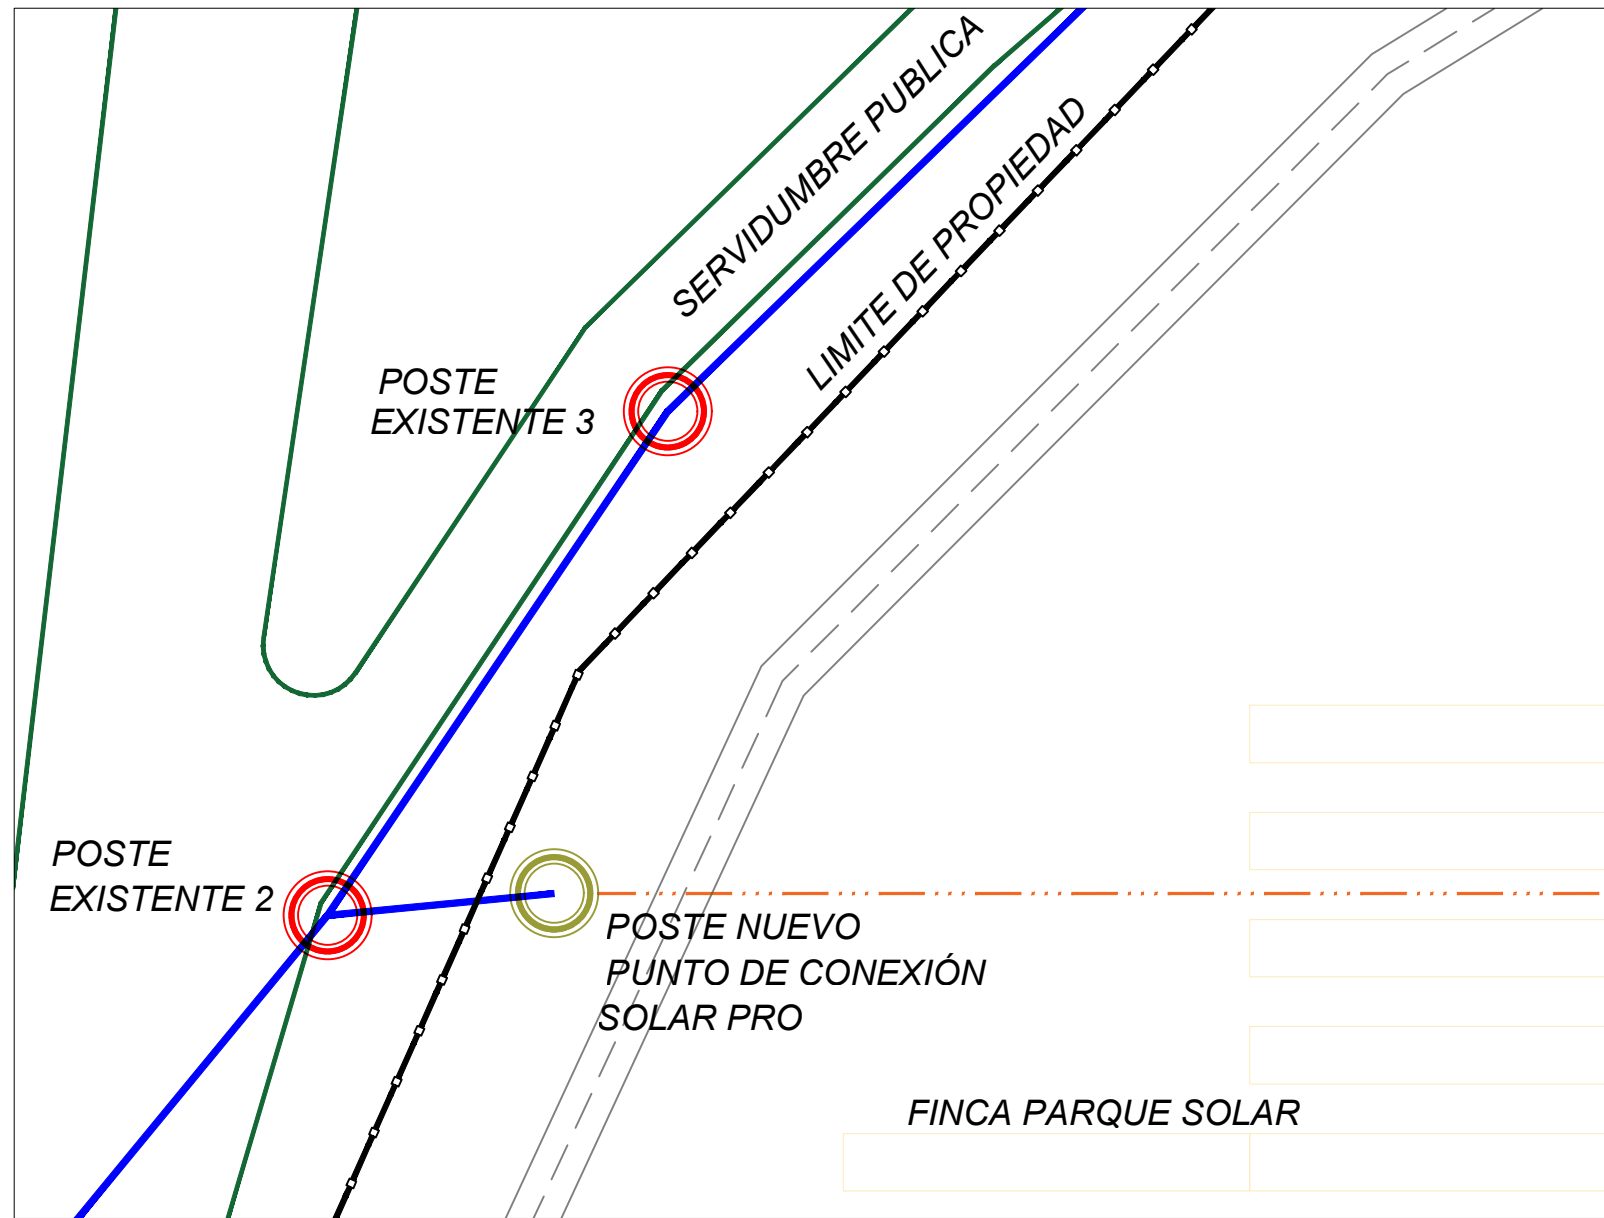 SERVIDUMBRE PUBLICA
LIMITE DE PROPIEDAD
POSTE
EXISTENTE 3
POSTE
EXISTENTE 2
POSTE NUEVO
PUNTO DE CONEXIÓN
SOLAR PRO
FINCA PARQUE SOLAR